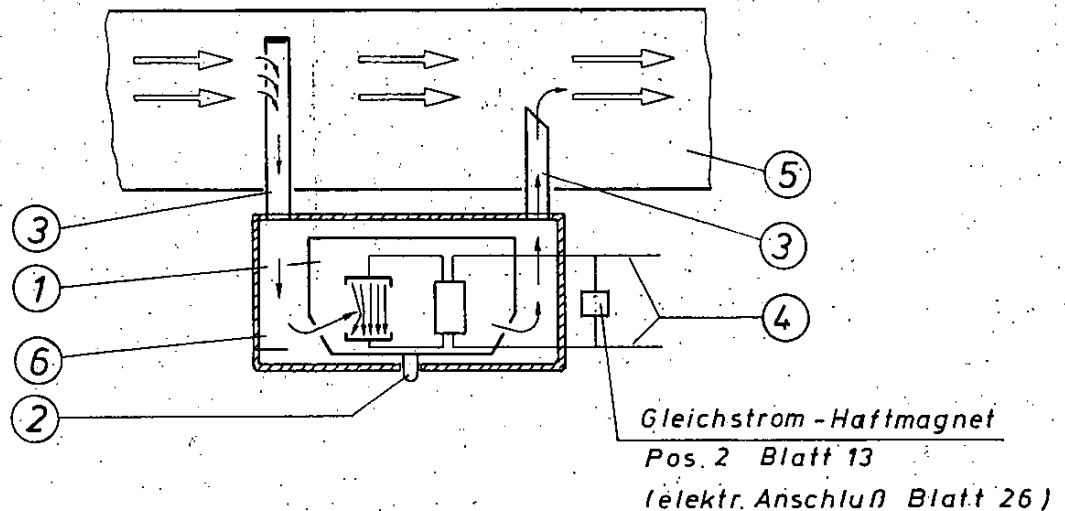 5
3
3
1
4
6
2
Gleichstrom-Haftmagnet
Pos. 2 Blatt 13
(elektr. Anschluß Blatt 26)